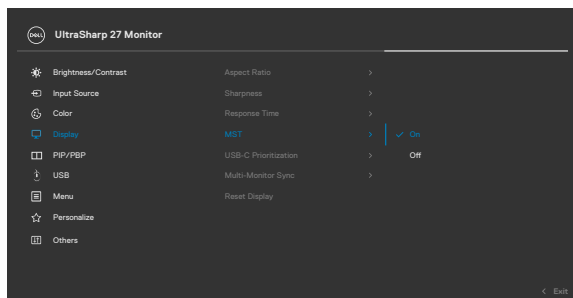 DELL UltraSharp 27 Monitor
Brightness/Contrast Aspect Ratio >
Input Source Sharpness >
Color Response Time >
Display MST > ✓ On
PIP/PBP USB-C Prioritization > Off
USB Multi-Monitor Sync >
Menu Reset Display
Personalize
Others
< Exit